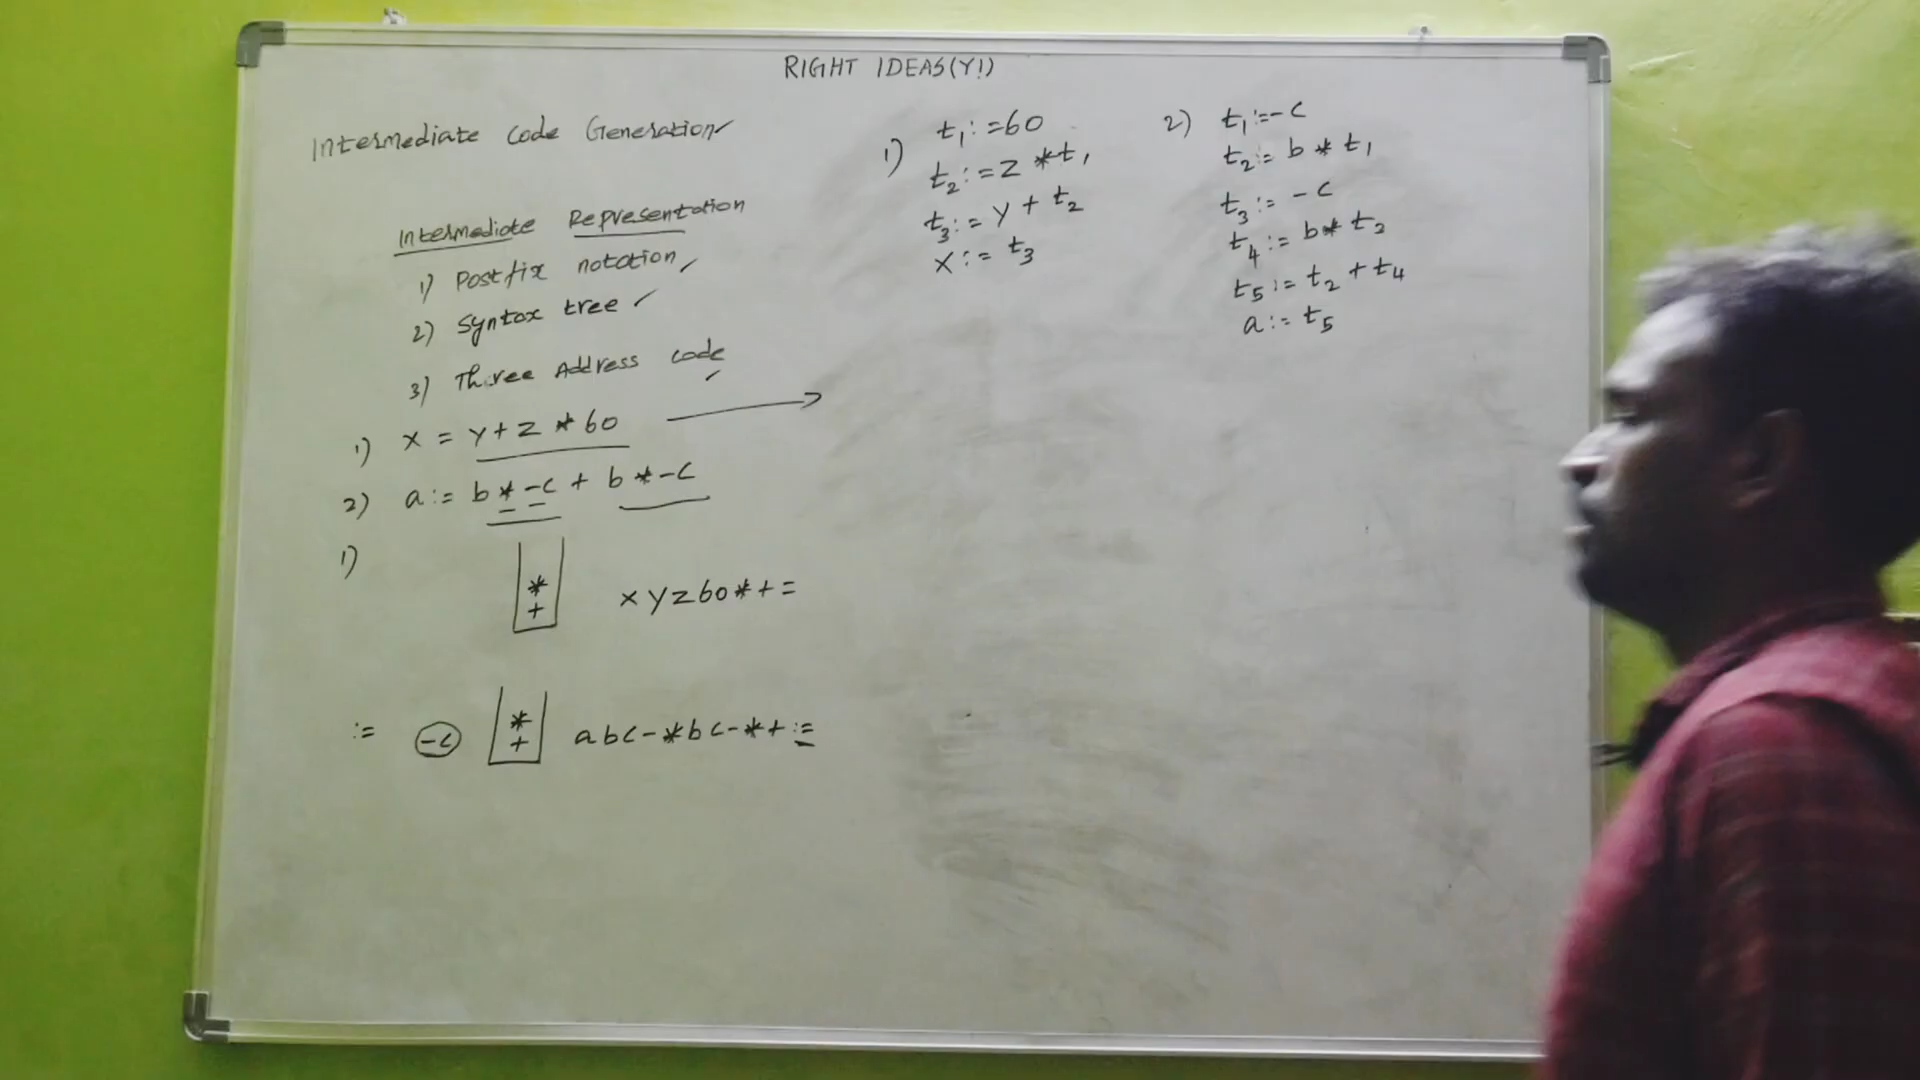 RIGHT IDEAS(Y!)
Intermediate Code Generation✓
Intermediate Representation
1) Postfix notation ✓
2) Syntax tree ✓
3) Three Address code ✓
1) x = y+z * 60 →
2) a := b * -c + b * -c
1)
*
+
x y z 60 * + =
:= -c
*
+
a b c - * b c - * + :=
1) t₁ := 60
t₂ := z * t₁
t₃ := y + t₂
x := t₃
2) t₁ := -c
t₂ := b * t₁
t₃ := -c
t₄ := b * t₃
t₅ := t₂ + t₄
a := t₅